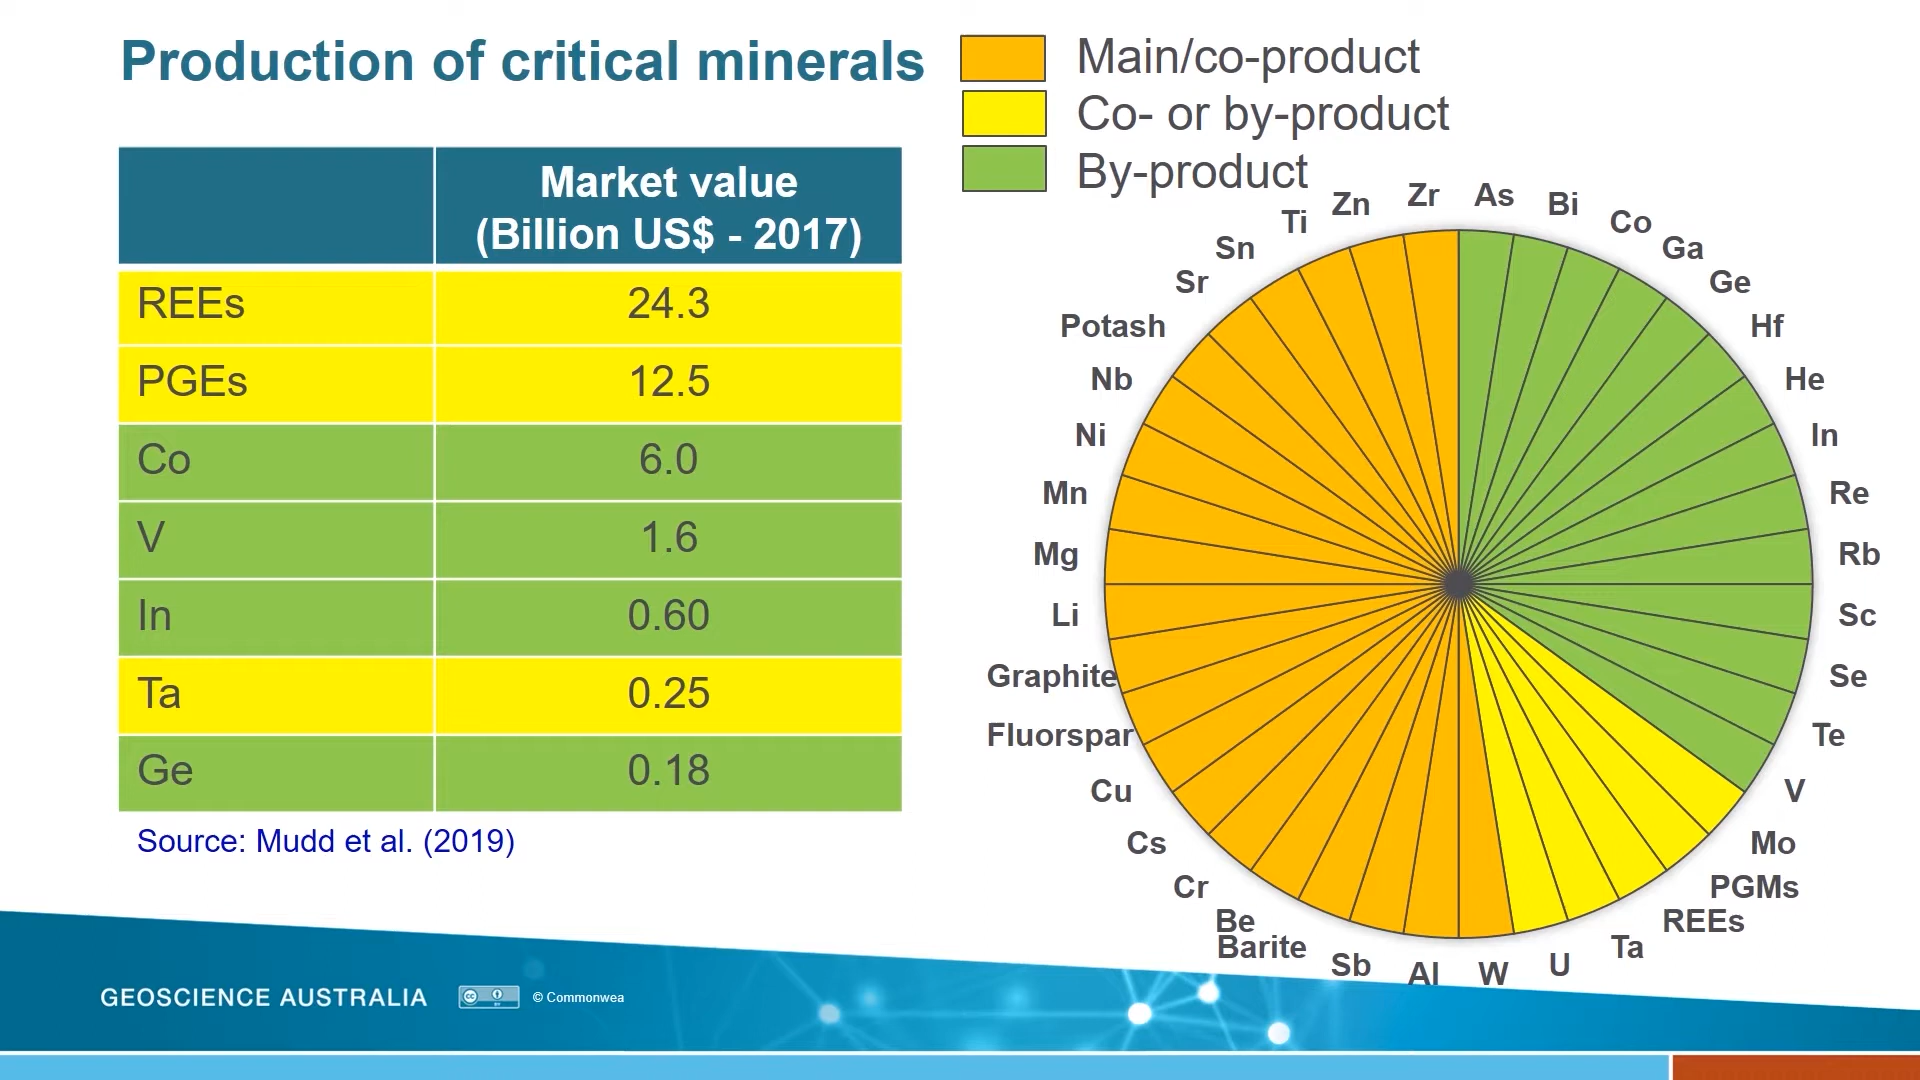 Production of critical minerals
Main/co-product
Co- or by-product
By-product
Market value
(Billion US$ - 2017)
REEs 24.3
PGEs 12.5
Co 6.0
V 1.6
In 0.60
Ta 0.25
Ge 0.18
Source: Mudd et al. (2019)
As
Bi
Co
Ga
Ge
Hf
He
In
Re
Rb
Sc
Se
Te
V
Mo
PGMs
REEs
Ta
U
W
Al
Sb
Barite
Be
Cr
Cs
Cu
Fluorspar
Graphite
Li
Mg
Mn
Ni
Nb
Potash
Sr
Sn
Ti
Zn
Zr
GEOSCIENCE AUSTRALIA
cc
BY
© Commonwea